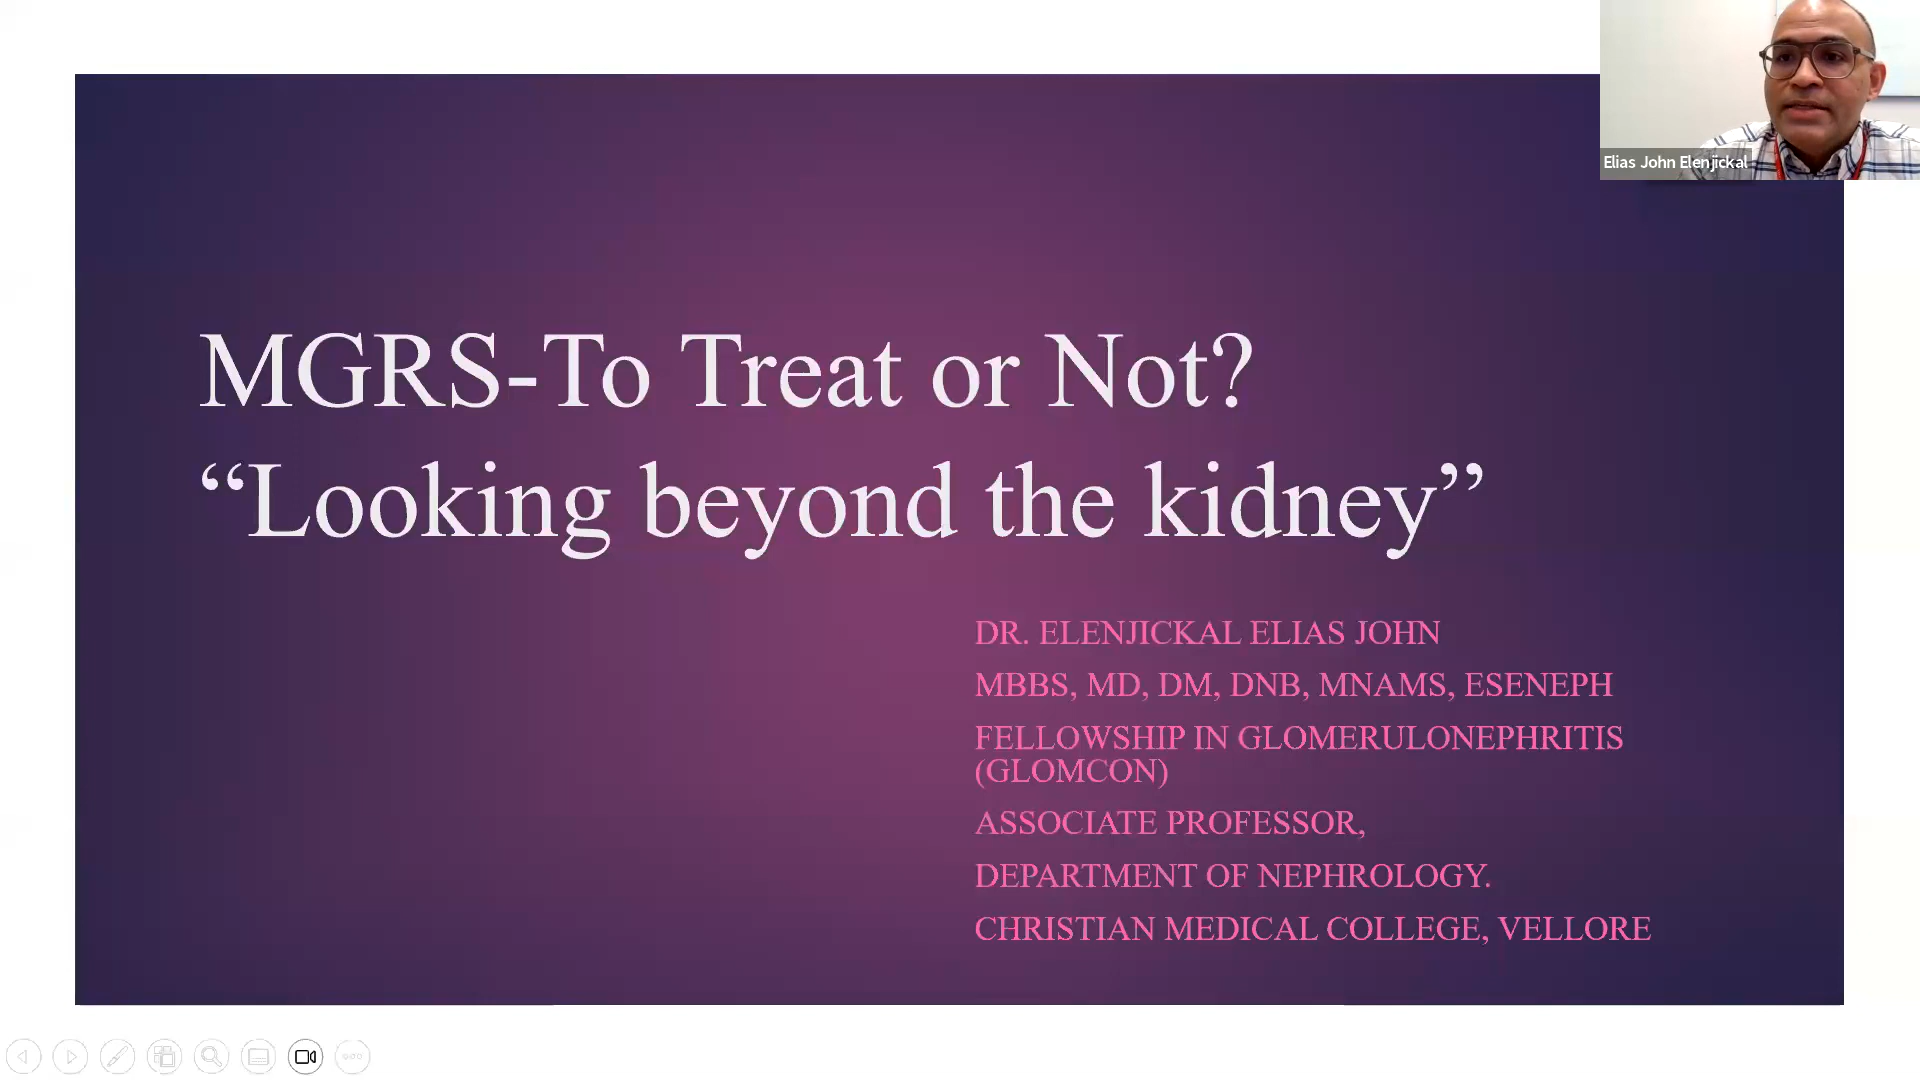 Elias John Elenjickal
MGRS-To Treat or Not?
“Looking beyond the kidney”
DR. ELENJICKAL ELIAS JOHN
MBBS, MD, DM, DNB, MNAMS, ESENEPH
FELLOWSHIP IN GLOMERULONEPHRITIS
(GLOMCON)
ASSOCIATE PROFESSOR,
DEPARTMENT OF NEPHROLOGY.
CHRISTIAN MEDICAL COLLEGE, VELLORE